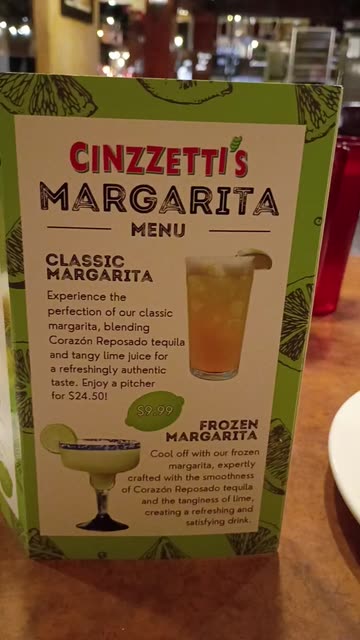 CINZZETTI'S
MARGARITA
MENU
CLASSIC
MARGARITA
Experience the
perfection of our classic
margarita, blending
Corazón Reposado tequila
and tangy lime juice for
a refreshingly authentic
taste. Enjoy a pitcher
for $24.50!
$9.99
FROZEN
MARGARITA
Cool off with our frozen
margarita, expertly
crafted with the smoothness
of Corazón Reposado tequila
and the tanginess of lime,
creating a refreshing and
satisfying drink.